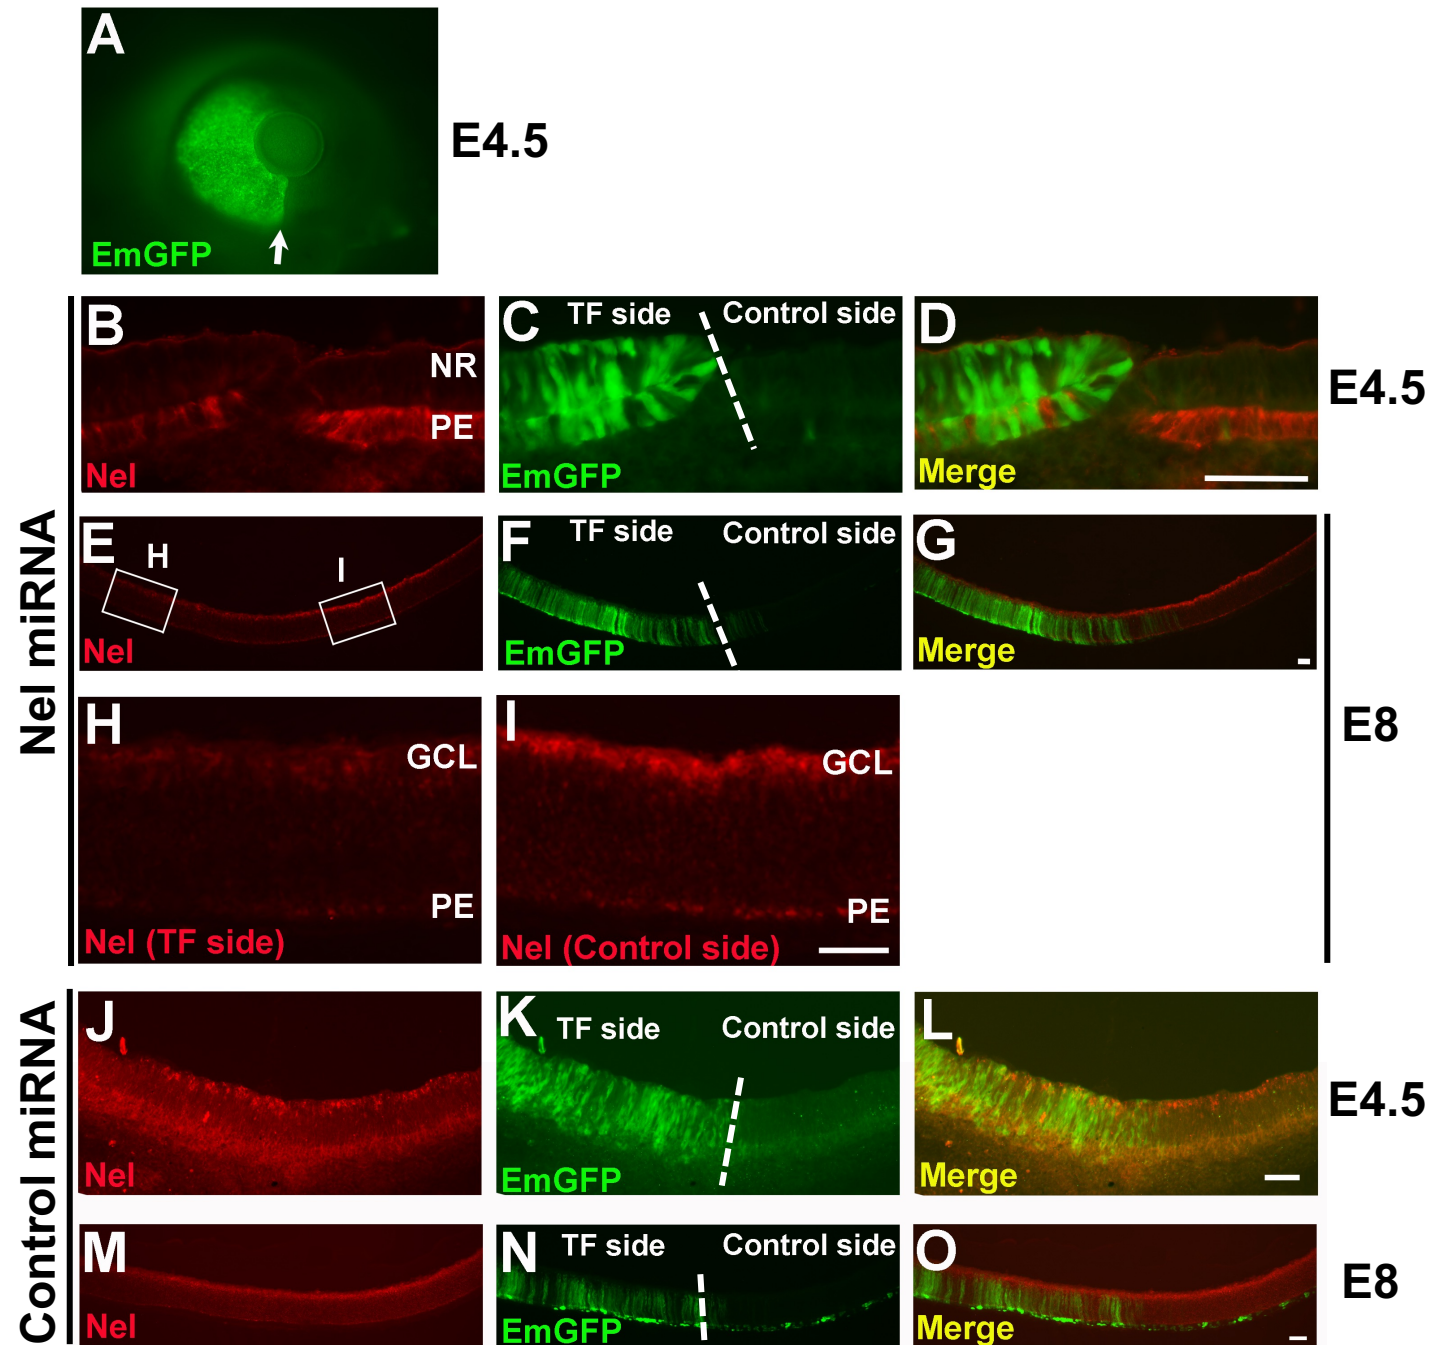 A
EmGFP
E4.5
Nel miRNA
B
NR
PE
Nel
C
TF side
Control side
EmGFP
D
Merge
E4.5
E
H
I
Nel
F
TF side
Control side
EmGFP
G
Merge
H
GCL
PE
Nel (TF side)
I
GCL
PE
Nel (Control side)
E8
Control miRNA
J
Nel
K
TF side
Control side
EmGFP
L
Merge
E4.5
M
Nel
N
TF side
Control side
EmGFP
O
Merge
E8